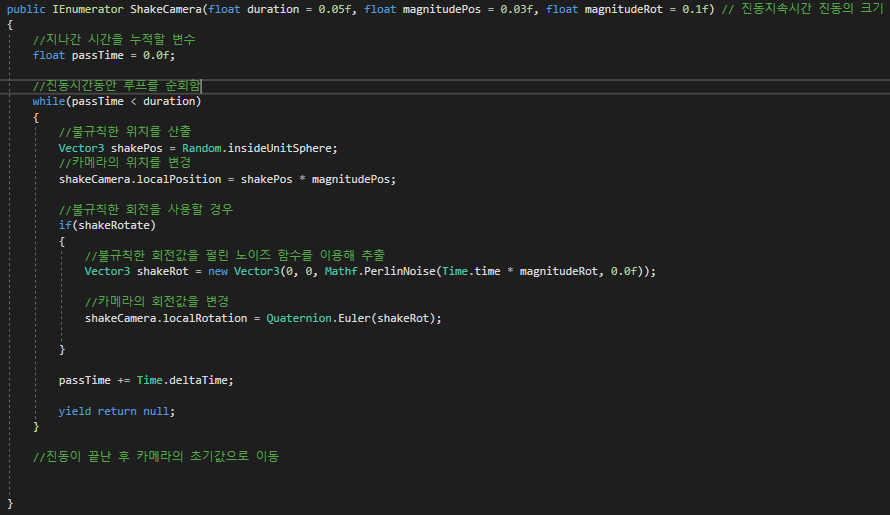 public IEnumerator ShakeCamera(float duration = 0.05f, float magnitudePos = 0.03f, float magnitudeRot = 0.1f) // 진동지속시간 진동의 크기
{
//지나간 시간을 누적할 변수
float passTime = 0.0f;
//진동시간동안 루프를 순회함
while(passTime < duration)
{
//불규칙한 위치를 산출
Vector3 shakePos = Random.insideUnitSphere;
//카메라의 위치를 변경
shakeCamera.localPosition = shakePos * magnitudePos;
//불규칙한 회전을 사용할 경우
if(shakeRotate)
{
//불규칙한 회전값을 펄린 노이즈 함수를 이용해 추출
Vector3 shakeRot = new Vector3(0, 0, Mathf.PerlinNoise(Time.time * magnitudeRot, 0.0f));
//카메라의 회전값을 변경
shakeCamera.localRotation = Quaternion.Euler(shakeRot);
}
passTime += Time.deltaTime;
yield return null;
}
//진동이 끝난 후 카메라의 초기값으로 이동
}